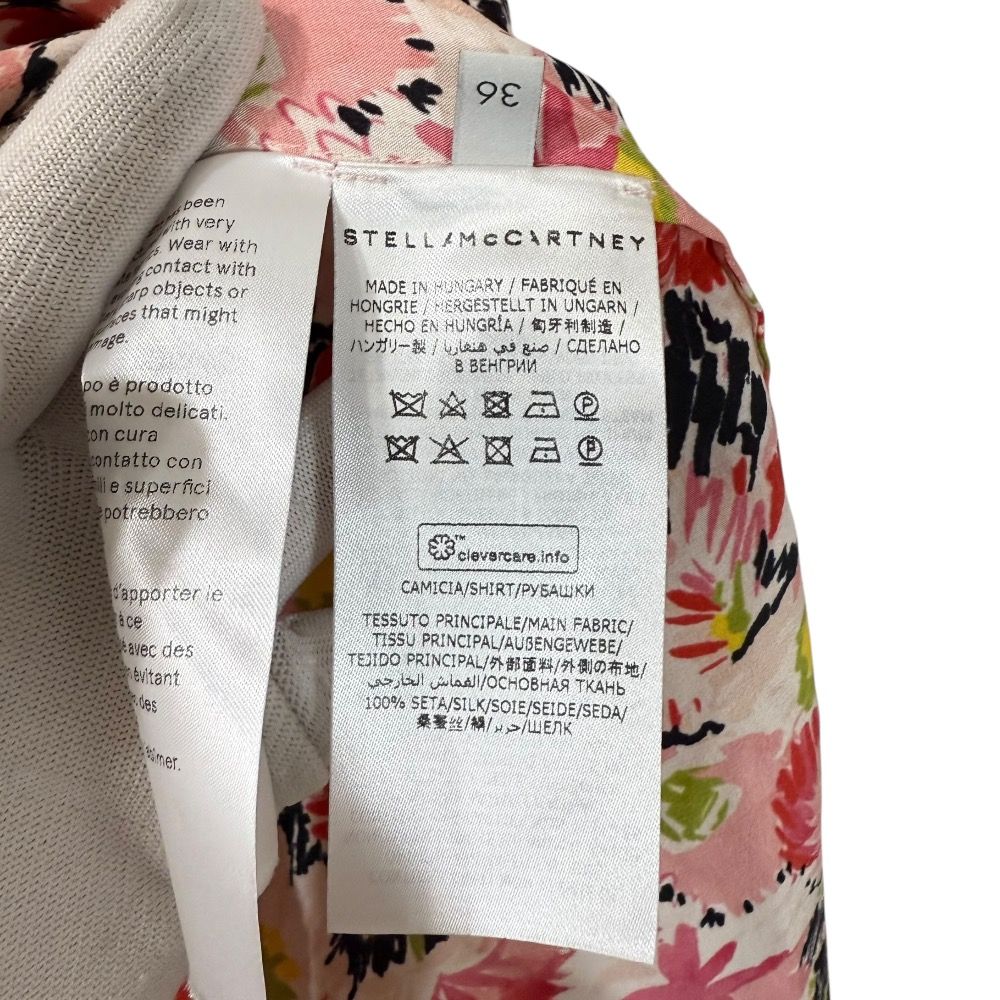 36
been
with very
Wear with
contact with
arp objects or
that might
po è prodotto
molto delicati.
con cura
contatto con
e superfici
potrebbero
d'apporter le
à ce
avec des
évitant
des
STELLA McCARTNEY
MADE IN HUNGARY / FABRIQUÉ EN
HONGRIE / HERGESTELLT IN UNGARN /
HECHO EN HUNGRÍA / 匈牙利制造 /
ハンガリー製 / صنع في هنغاريا / СДЕЛАНО
В ВЕНГРИИ
P
P
™
clevercare.info
CAMICIA/SHIRT/РУБАШКИ
TESSUTO PRINCIPALE/MAIN FABRIC/
TISSU PRINCIPAL/AUßENGEWEBE/
TEJIDO PRINCIPAL/外部面料/外側の布地/
القماش الخارجي/ОСНОВНАЯ ТКАНЬ
100% SETA/SILK/SOIE/SEIDE/SEDA/
桑蚕丝/絹/حرير/ШЕЛК